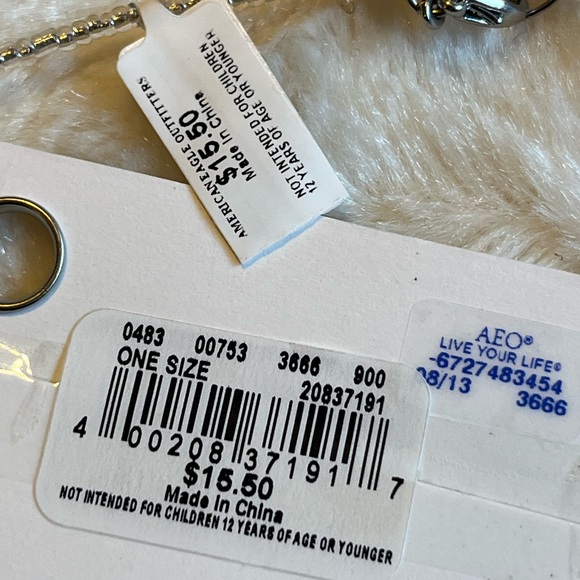 AMERICAN EAGLE OUTFITTERS
$15.50
Made in China
NOT INTENDED FOR CHILDREN
12 YEARS OF AGE OR YOUNGER
0483 00753 3666 900
ONE SIZE 20837191
4 00208 37191 7
$15.50
Made in China
NOT INTENDED FOR CHILDREN 12 YEARS OF AGE OR YOUNGER
AEO®
LIVE YOUR LIFE®
-6727483454
08/13 3666